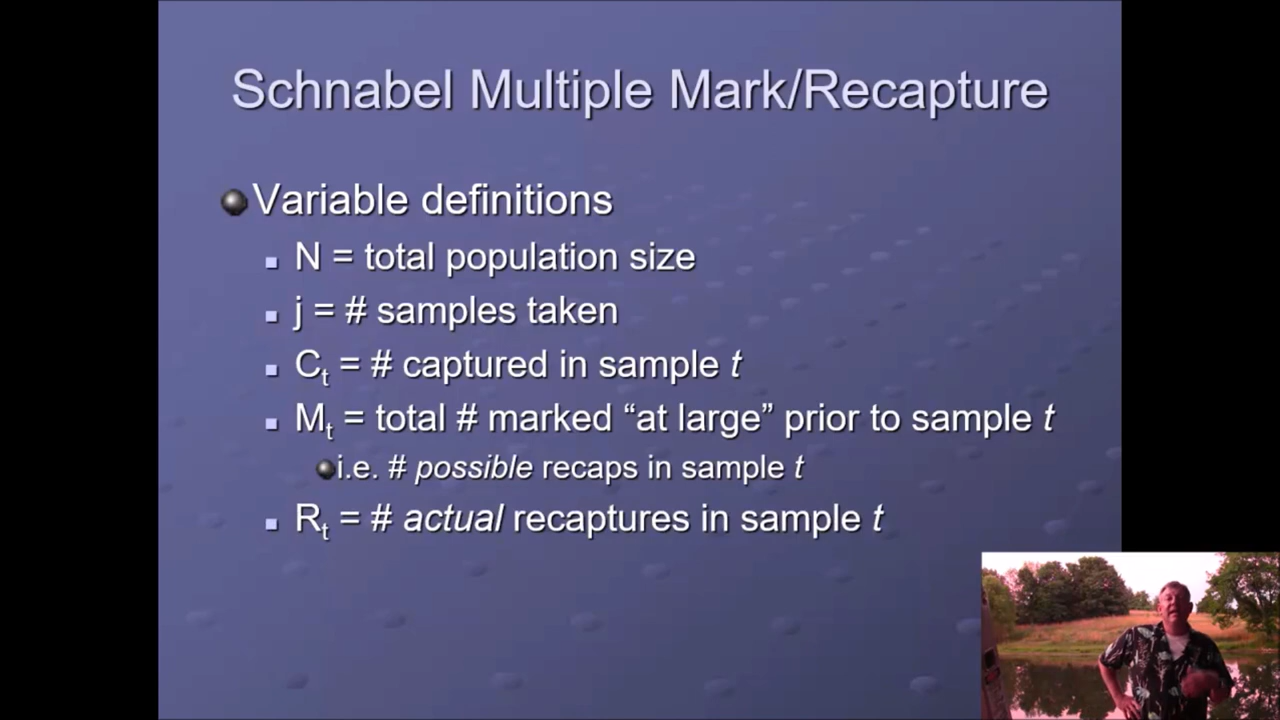 Schnabel Multiple Mark/Recapture
Variable definitions
N = total population size
j = # samples taken
Cₜ = # captured in sample t
Mₜ = total # marked “at large” prior to sample t
i.e. # possible recaps in sample t
Rₜ = # actual recaptures in sample t